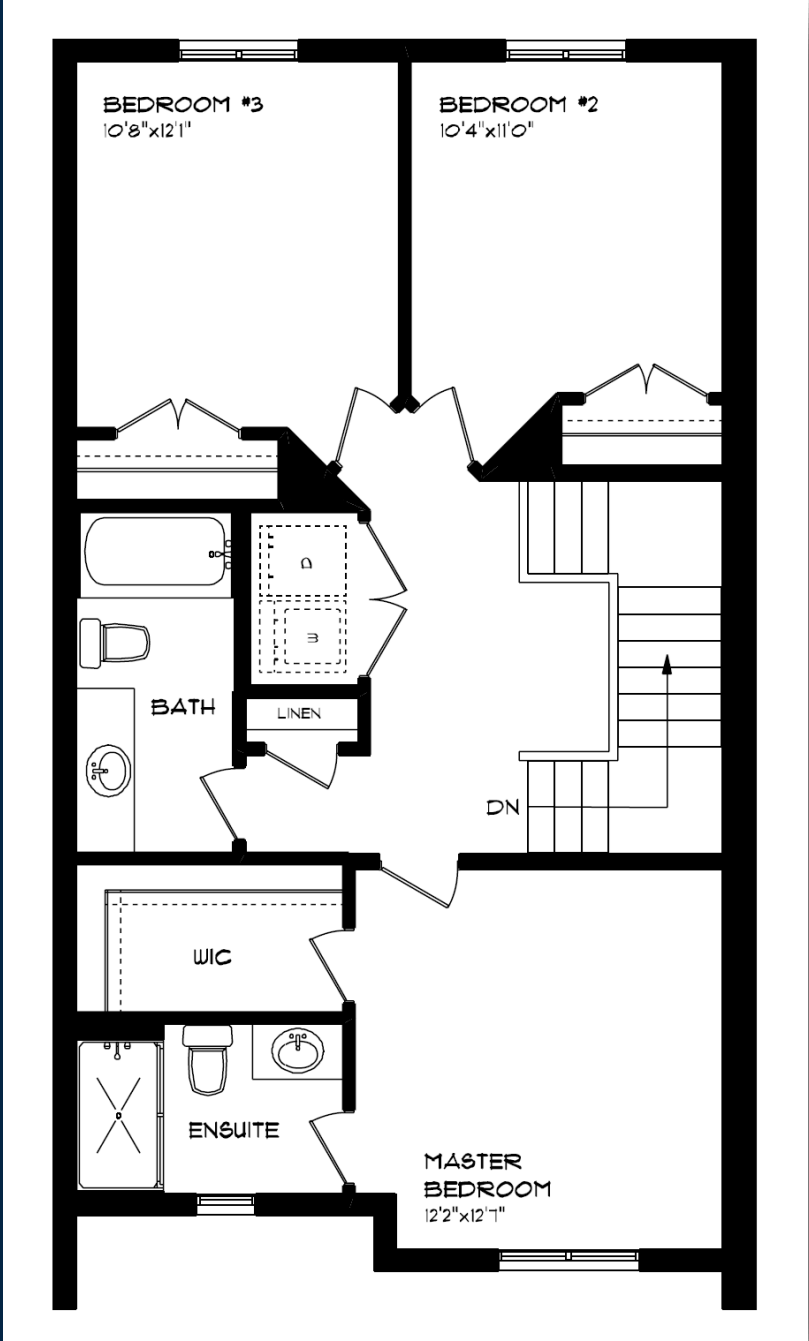 BEDROOM #3
10'8"x12'1"
BEDROOM #2
10'4"x11'0"
D
W
LINEN
BATH
DN
WIC
ENSUITE
MASTER
BEDROOM
12'2"x12'7"